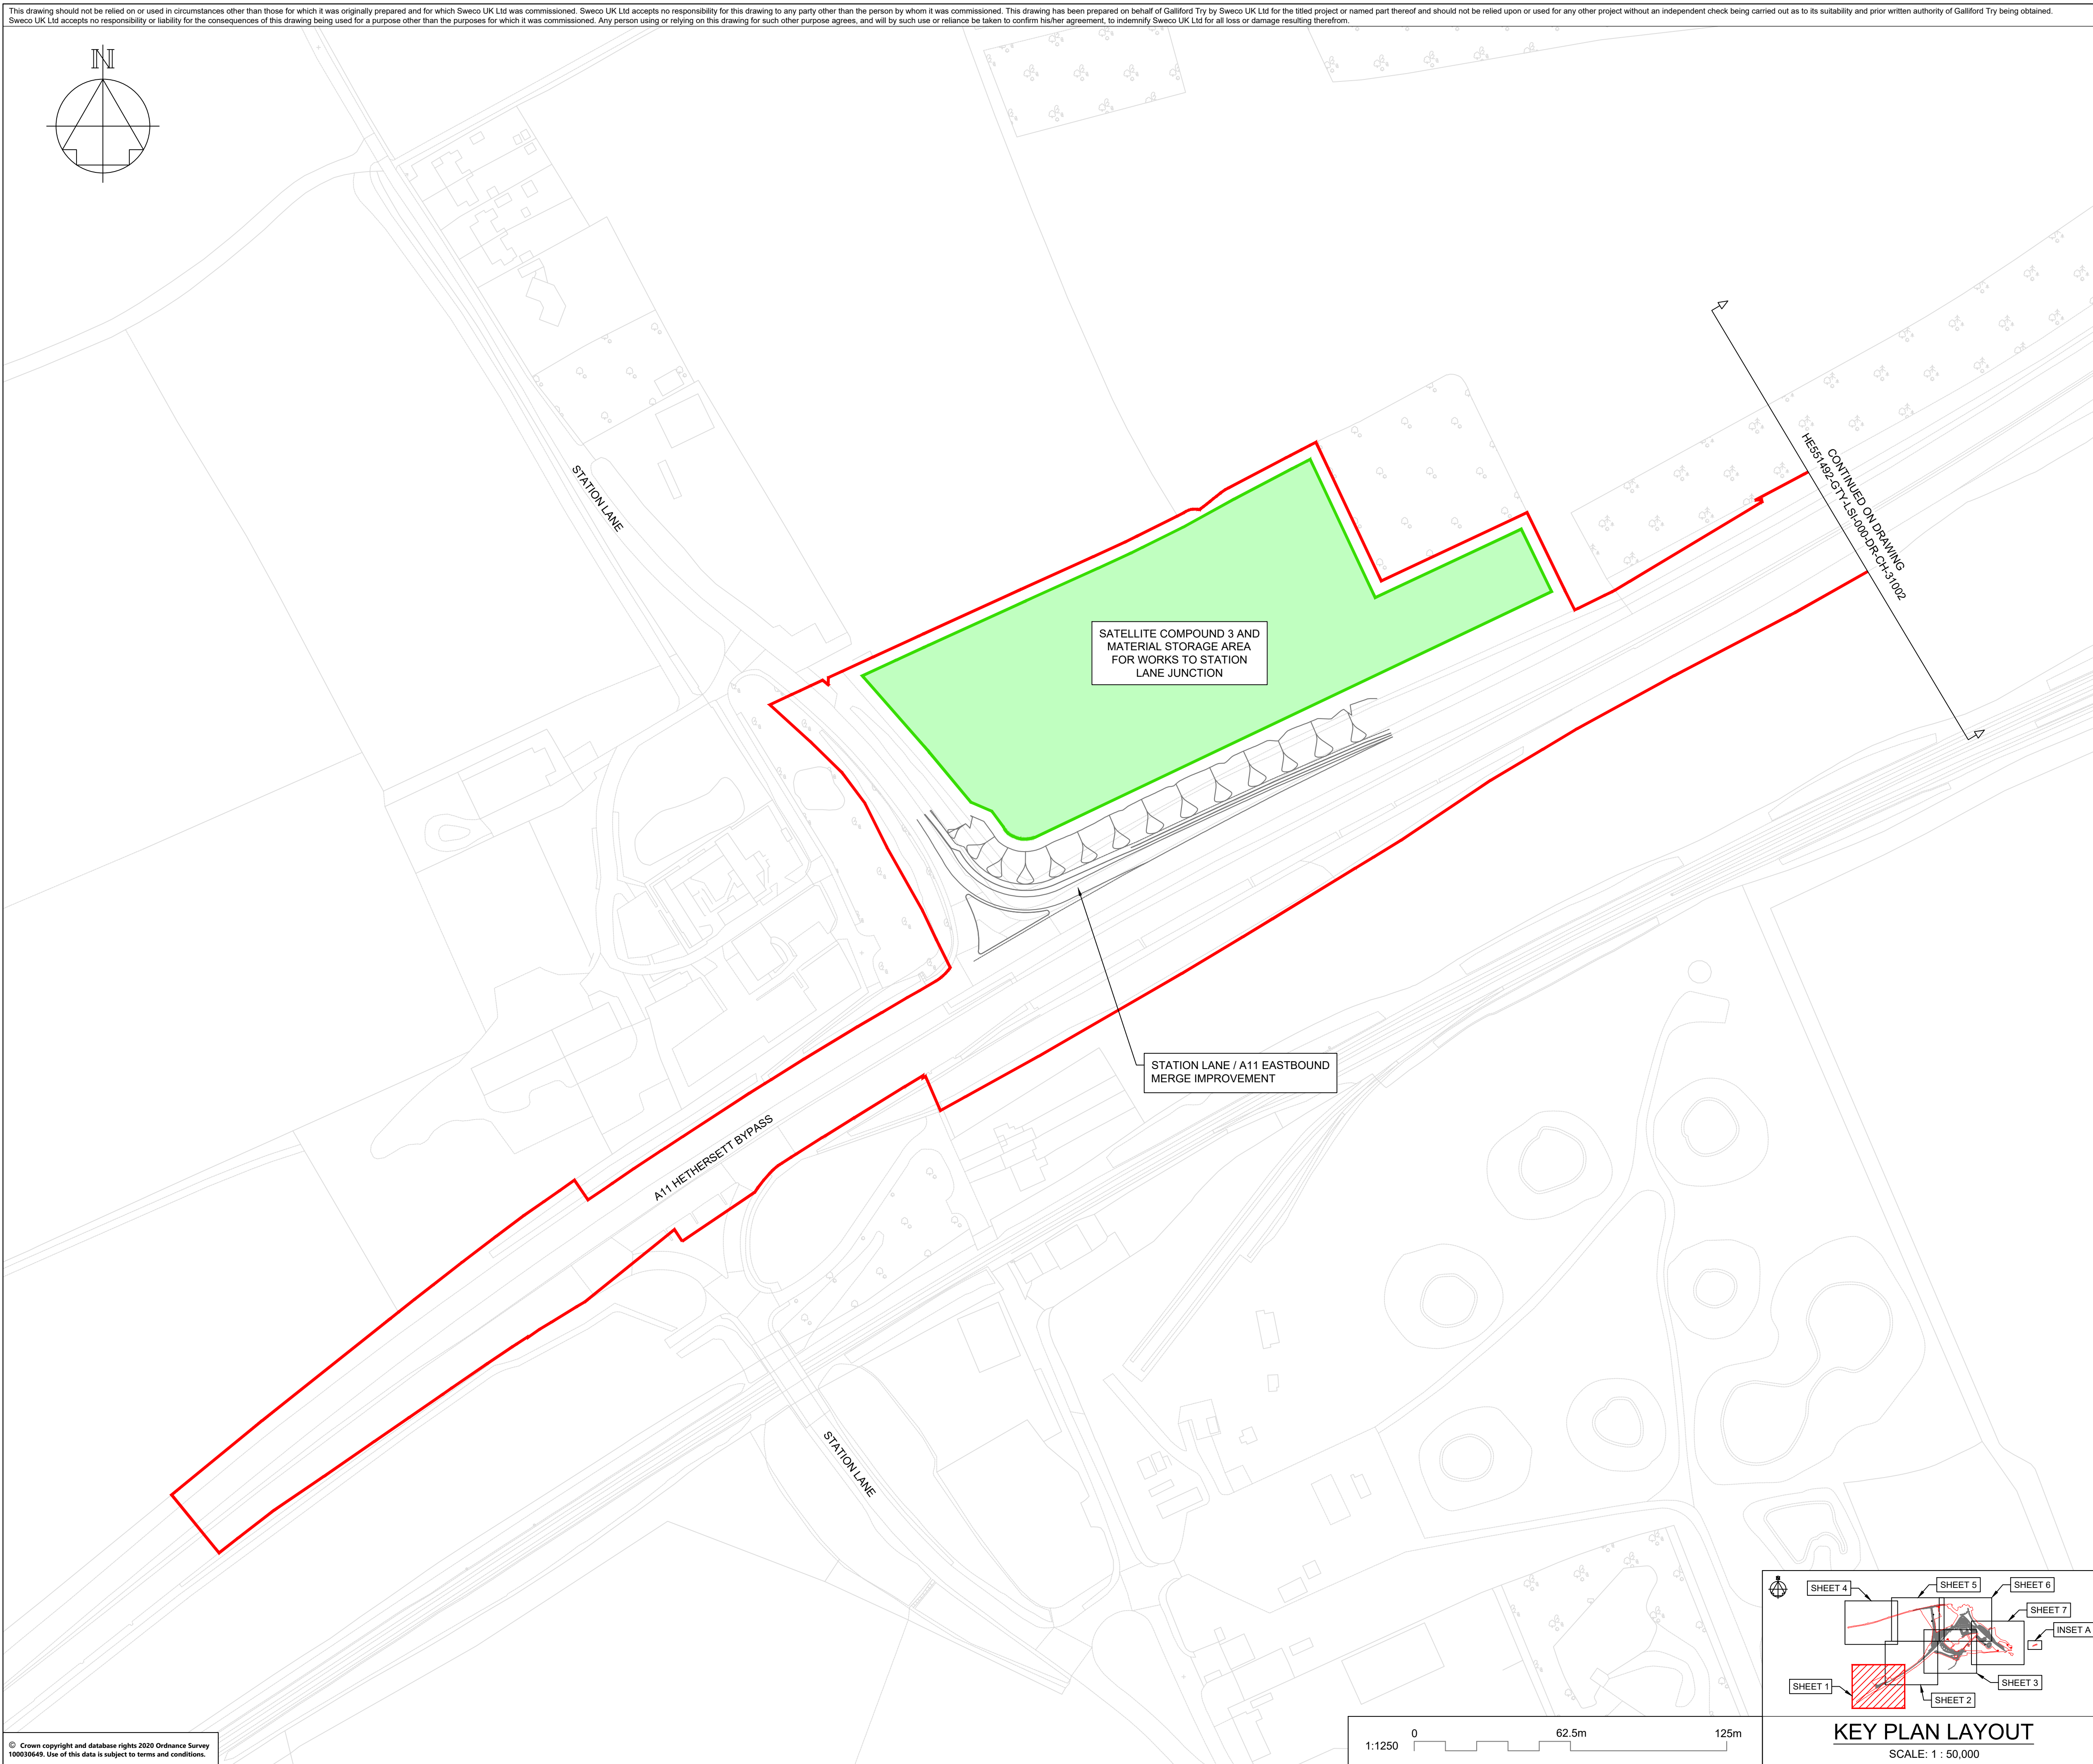 This drawing should not be relied on or used in circumstances other than those for which it was originally prepared and for which Sweco UK Ltd was commissioned. Sweco UK Ltd accepts no responsibility for this drawing to any party other than the person by whom it was commissioned. This drawing has been prepared on behalf of Galliford Try by Sweco UK Ltd for the titled project or named part thereof and should not be relied upon or used for any other project without an independent check being carried out as to its suitability and prior written authority of Galliford Try being obtained.
Sweco UK Ltd accepts no responsibility or liability for the consequences of this drawing being used for a purpose other than the purposes for which it was commissioned. Any person using or relying on this drawing for such other purpose agrees, and will by such use or reliance be taken to confirm his/her agreement, to indemnify Sweco UK Ltd for all loss or damage resulting therefrom.
N
STATION LANE
CONTINUED ON DRAWING
HE551492-GTY-LSI-000-DR-CH-31002
SATELLITE COMPOUND 3 AND
MATERIAL STORAGE AREA
FOR WORKS TO STATION
LANE JUNCTION
STATION LANE / A11 EASTBOUND
MERGE IMPROVEMENT
A11 HETHERSETT BYPASS
STATION LANE
N
SHEET 4
SHEET 5
SHEET 6
SHEET 7
INSET A
SHEET 1
SHEET 2
SHEET 3
KEY PLAN LAYOUT
SCALE: 1 : 50,000
1:1250
0
62.5m
125m
© Crown copyright and database rights 2020 Ordnance Survey
100030649. Use of this data is subject to terms and conditions.